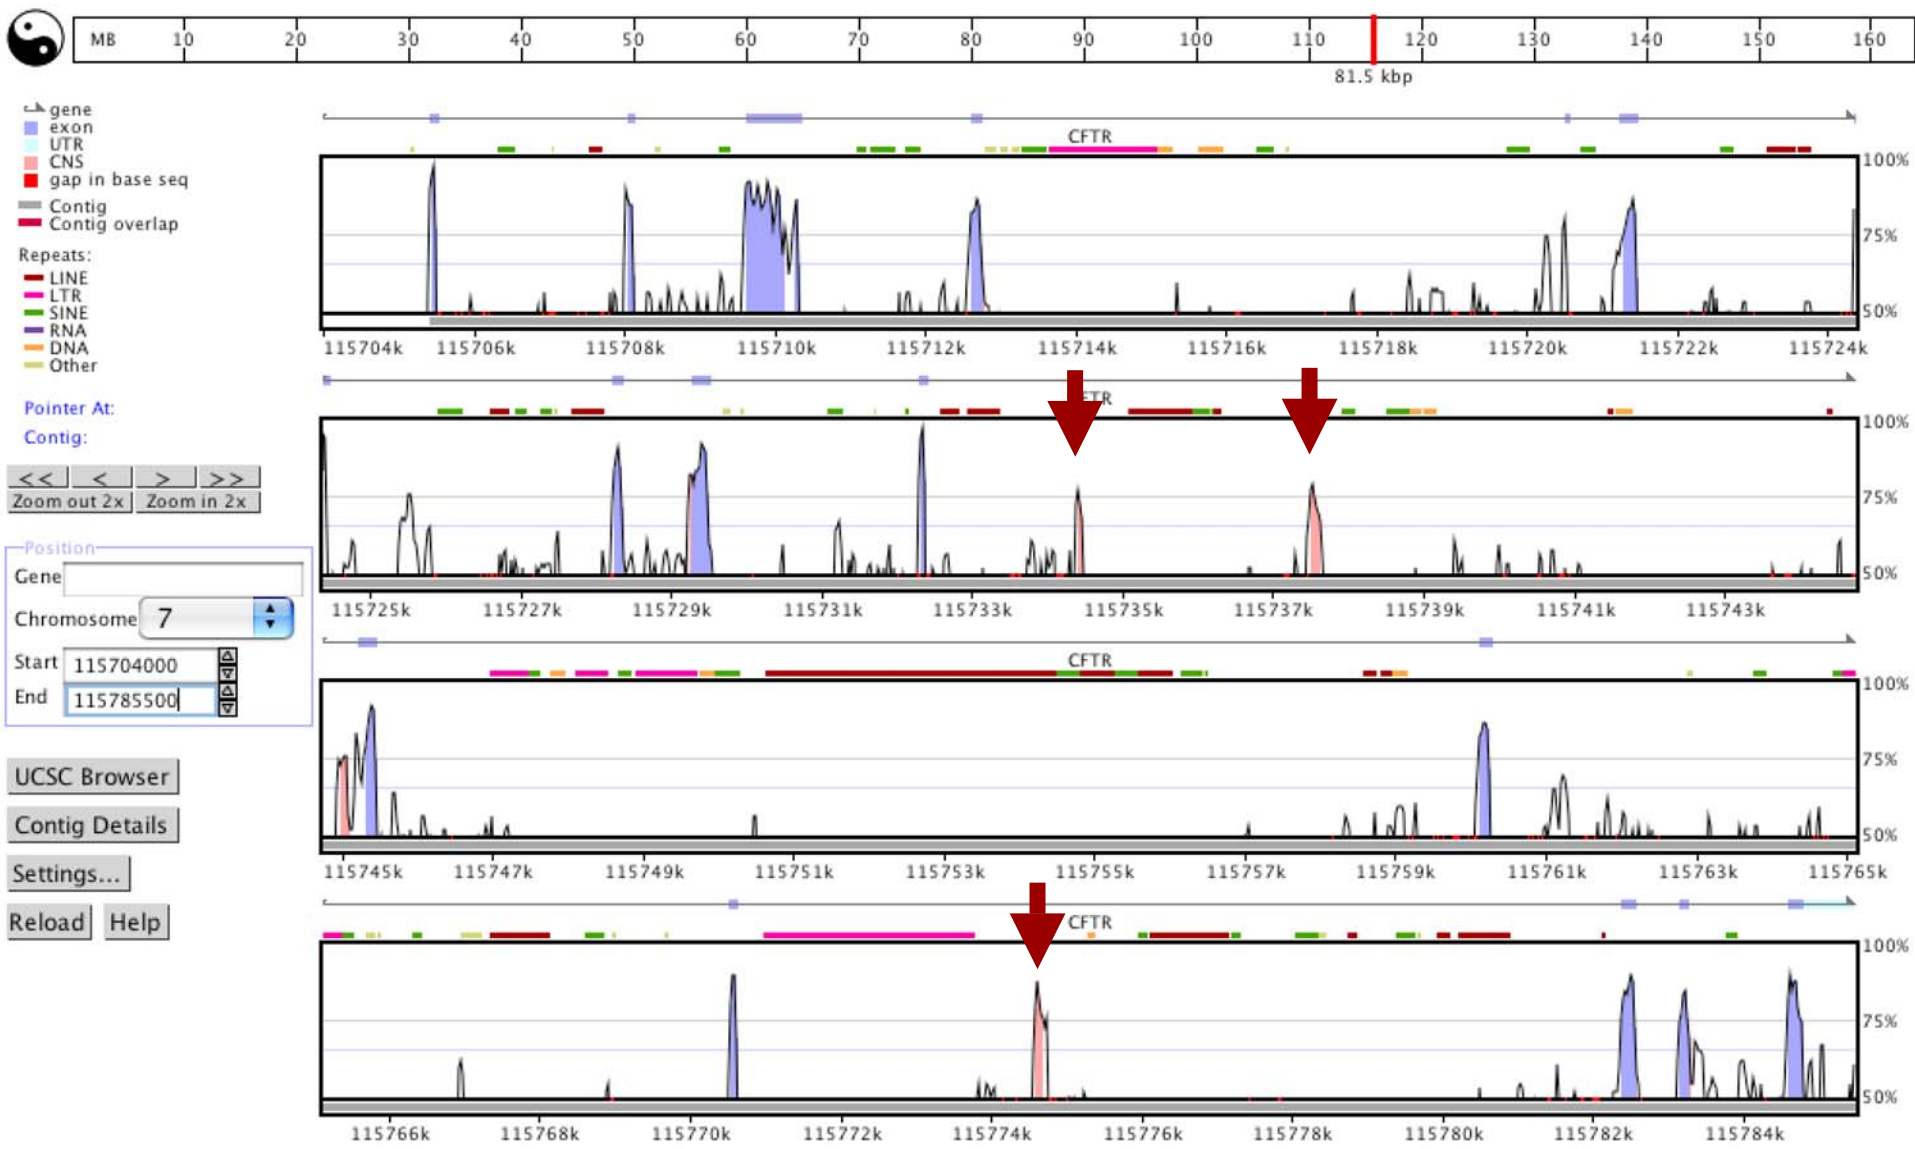 MB 10 20 30 40 50 60 70 80 90 100 110 120 130 140 150 160
81.5 kbp
gene
exon
UTR
CNS
gap in base seq
Contig
Contig overlap
Repeats:
LINE
LTR
SINE
RNA
DNA
Other
Pointer At:
Contig:
<< < > >>
Zoom out 2x Zoom in 2x
Position
Gene
Chromosome 7
Start 115704000
End 115785500
UCSC Browser
Contig Details
Settings...
Reload Help
CFTR
100%
75%
50%
115704k 115706k 115708k 115710k 115712k 115714k 115716k 115718k 115720k 115722k 115724k
FTR
100%
75%
50%
115725k 115727k 115729k 115731k 115733k 115735k 115737k 115739k 115741k 115743k
CFTR
100%
75%
50%
115745k 115747k 115749k 115751k 115753k 115755k 115757k 115759k 115761k 115763k 115765k
CFTR
100%
75%
50%
115766k 115768k 115770k 115772k 115774k 115776k 115778k 115780k 115782k 115784k